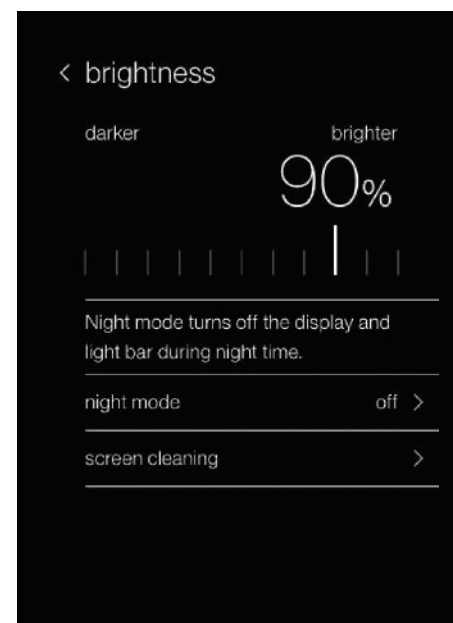 < brightness
darker brighter
90%
Night mode turns off the display and
light bar during night time.
night mode off >
screen cleaning >